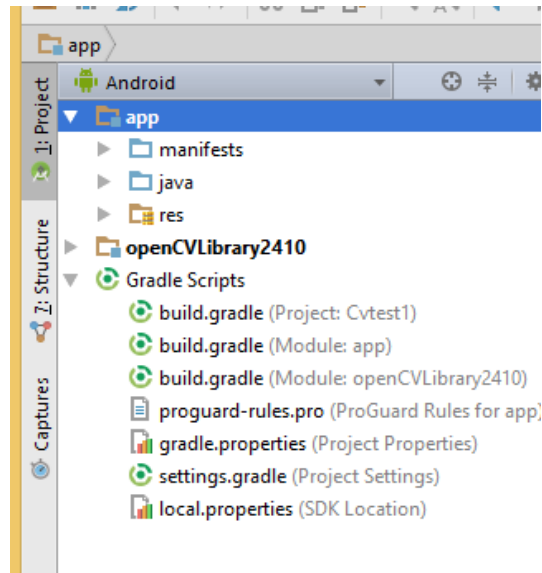 app
Android
app
manifests
java
res
openCVLibrary2410
Gradle Scripts
build.gradle (Project: Cvtest1)
build.gradle (Module: app)
build.gradle (Module: openCVLibrary2410)
proguard-rules.pro (ProGuard Rules for app)
gradle.properties (Project Properties)
settings.gradle (Project Settings)
local.properties (SDK Location)
1: Project
7: Structure
Captures